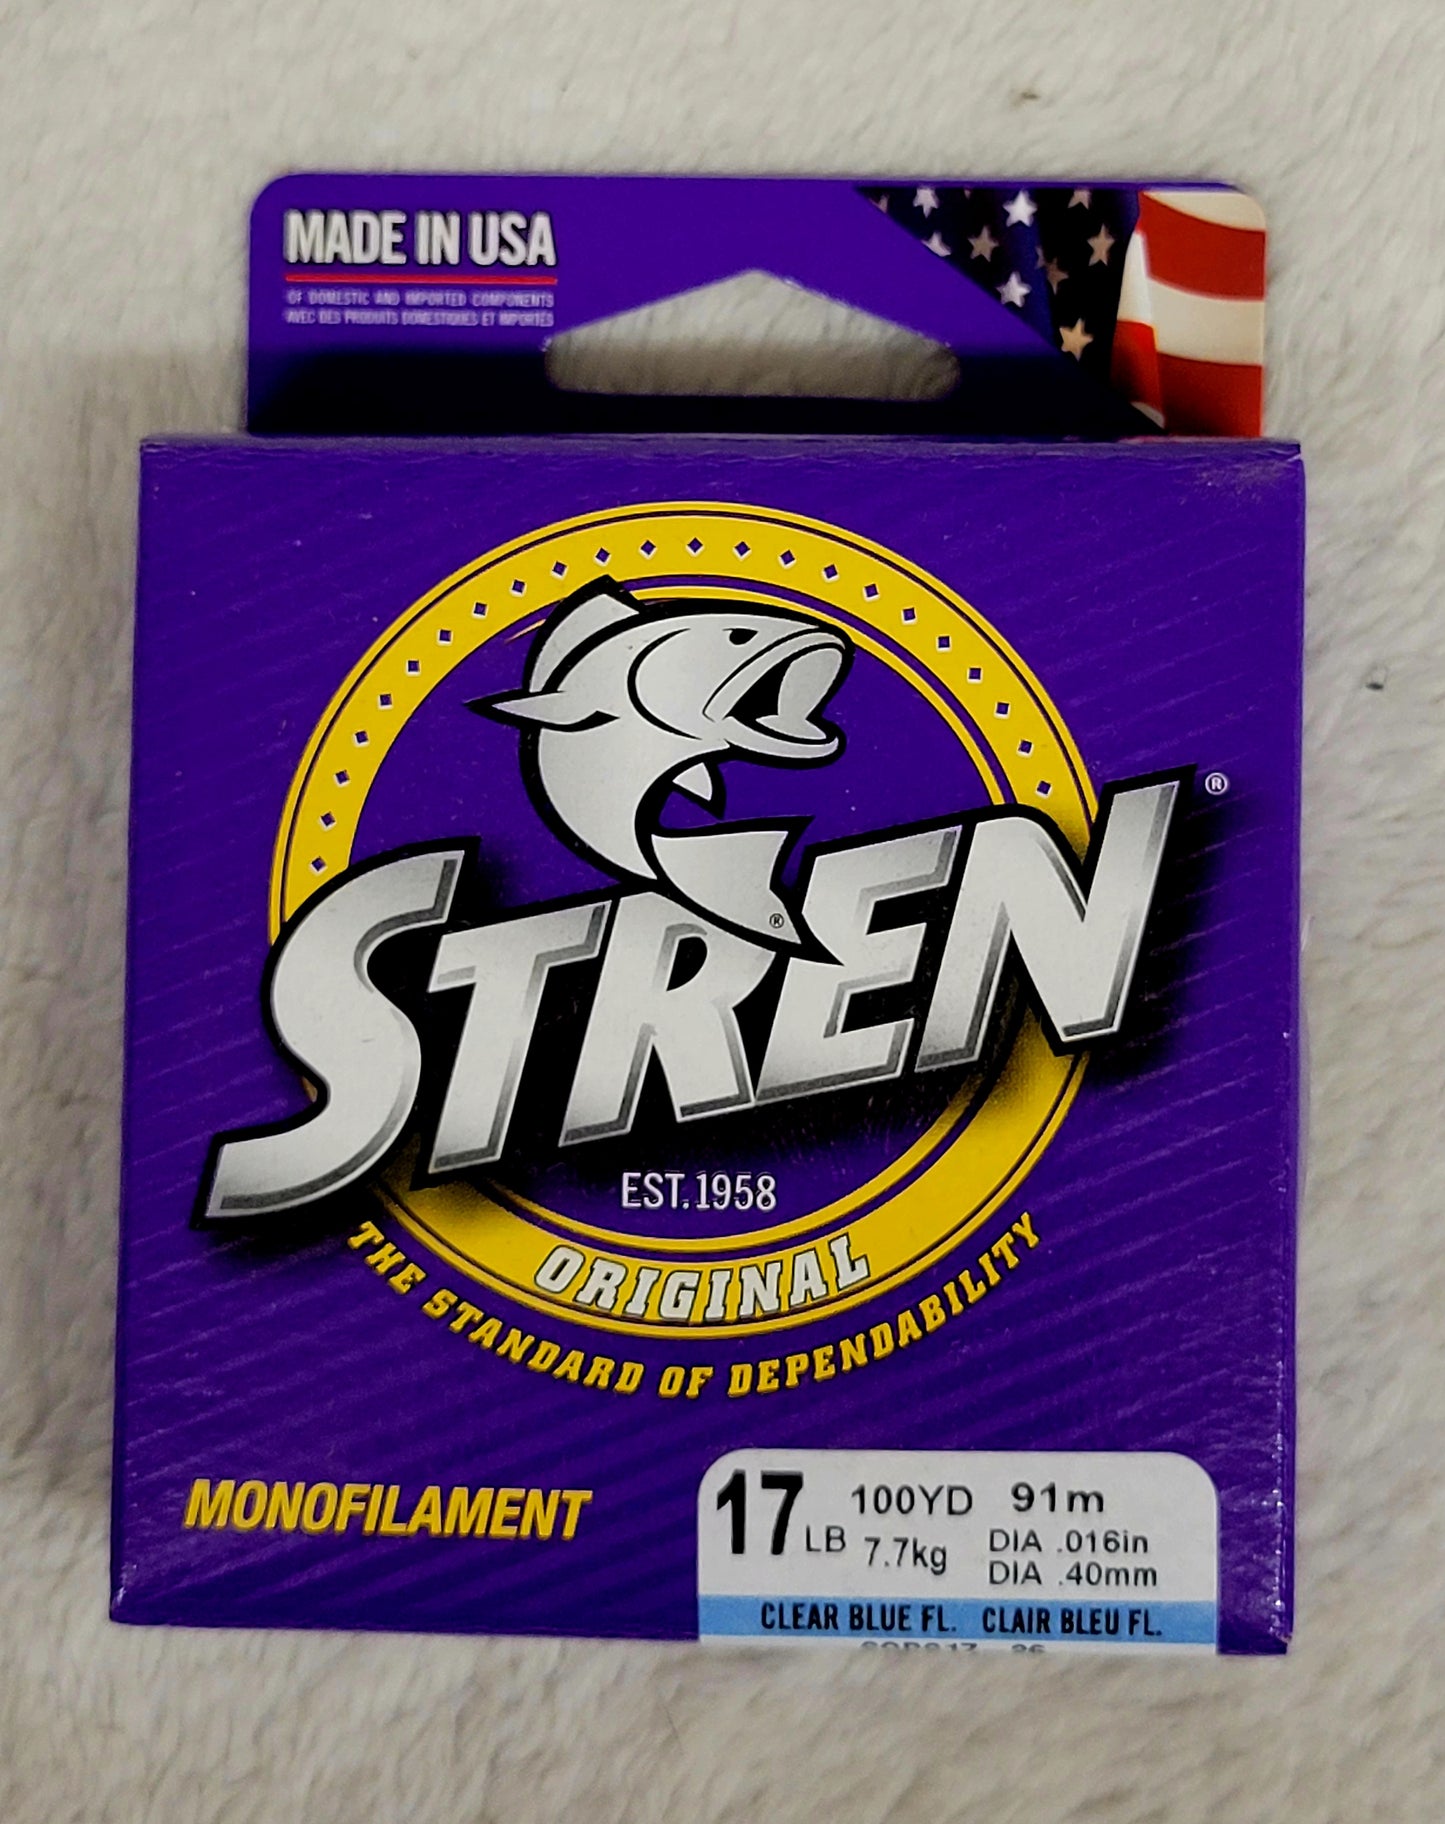 MADE IN USA
OF DOMESTIC AND IMPORTED COMPONENTS
AVEC DES PRODUITS DOMESTIQUES ET IMPORTÉS
STREN®
®
EST.1958
ORIGINAL
THE STANDARD OF DEPENDABILITY
MONOFILAMENT
17 LB 100YD 91m
7.7kg DIA .016in
DIA .40mm
CLEAR BLUE FL. CLAIR BLEU FL.